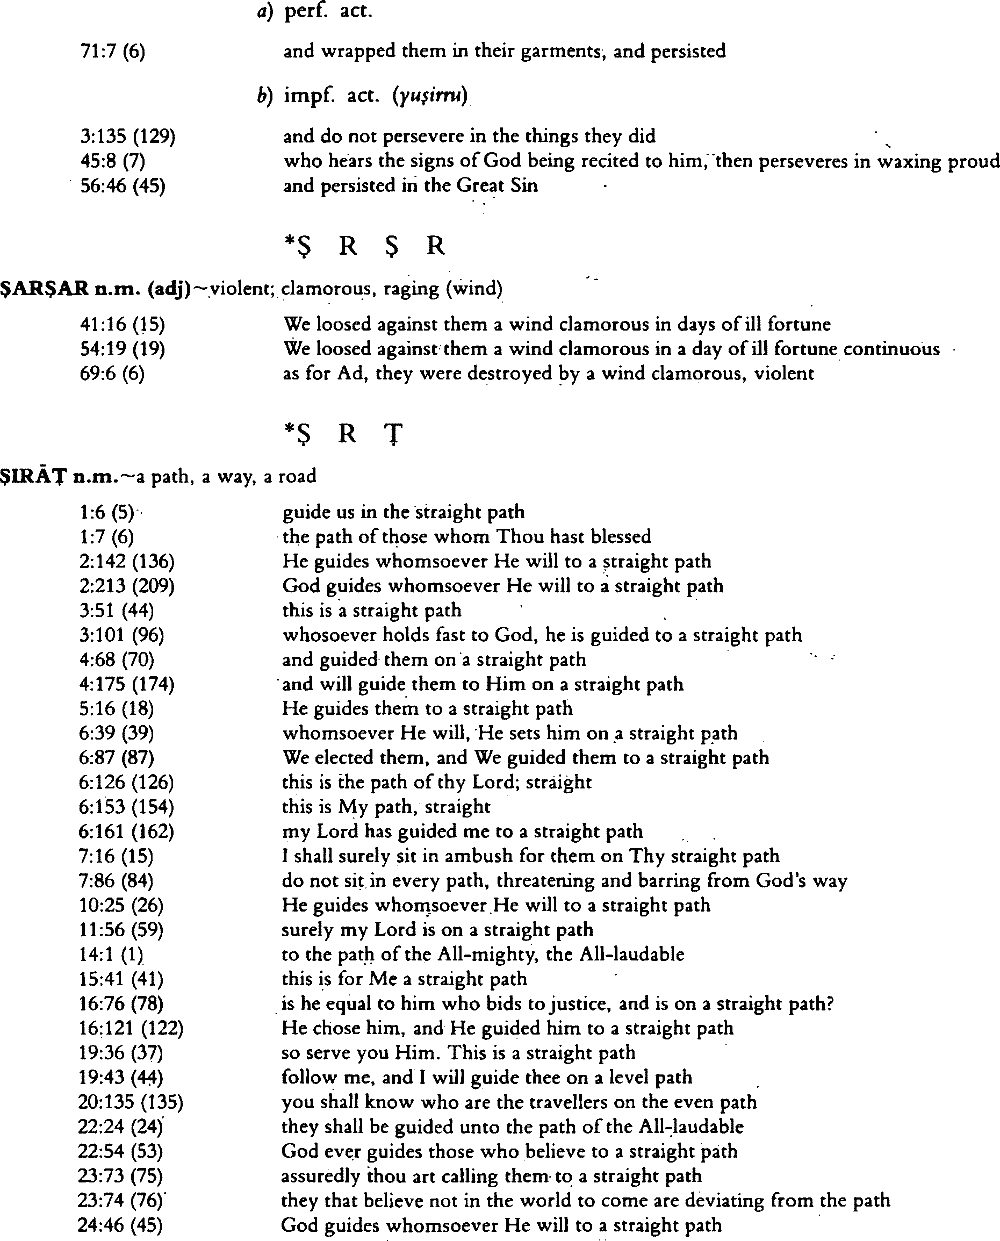 a) perf. act.
71:7 (6) and wrapped them in their garments, and persisted
b) impf. act. (yuṣirru)
3:135 (129) and do not persevere in the things they did
45:8 (7) who hears the signs of God being recited to him, then perseveres in waxing proud
56:46 (45) and persisted in the Great Sin
*Ṣ R Ṣ R
ṢARṢAR n.m. (adj)~violent; clamorous, raging (wind)
41:16 (15) We loosed against them a wind clamorous in days of ill fortune
54:19 (19) We loosed against them a wind clamorous in a day of ill fortune continuous
69:6 (6) as for Ad, they were destroyed by a wind clamorous, violent
*Ṣ R Ṭ
ṢIRĀṬ n.m.~a path, a way, a road
1:6 (5) guide us in the straight path
1:7 (6) the path of those whom Thou hast blessed
2:142 (136) He guides whomsoever He will to a straight path
2:213 (209) God guides whomsoever He will to a straight path
3:51 (44) this is a straight path
3:101 (96) whosoever holds fast to God, he is guided to a straight path
4:68 (70) and guided them on a straight path
4:175 (174) and will guide them to Him on a straight path
5:16 (18) He guides them to a straight path
6:39 (39) whomsoever He will, He sets him on a straight path
6:87 (87) We elected them, and We guided them to a straight path
6:126 (126) this is the path of thy Lord; straight
6:153 (154) this is My path, straight
6:161 (162) my Lord has guided me to a straight path
7:16 (15) I shall surely sit in ambush for them on Thy straight path
7:86 (84) do not sit in every path, threatening and barring from God's way
10:25 (26) He guides whomsoever He will to a straight path
11:56 (59) surely my Lord is on a straight path
14:1 (1) to the path of the All-mighty, the All-laudable
15:41 (41) this is for Me a straight path
16:76 (78) is he equal to him who bids to justice, and is on a straight path?
16:121 (122) He chose him, and He guided him to a straight path
19:36 (37) so serve you Him. This is a straight path
19:43 (44) follow me, and I will guide thee on a level path
20:135 (135) you shall know who are the travellers on the even path
22:24 (24) they shall be guided unto the path of the All-laudable
22:54 (53) God ever guides those who believe to a straight path
23:73 (75) assuredly thou art calling them to a straight path
23:74 (76) they that believe not in the world to come are deviating from the path
24:46 (45) God guides whomsoever He will to a straight path